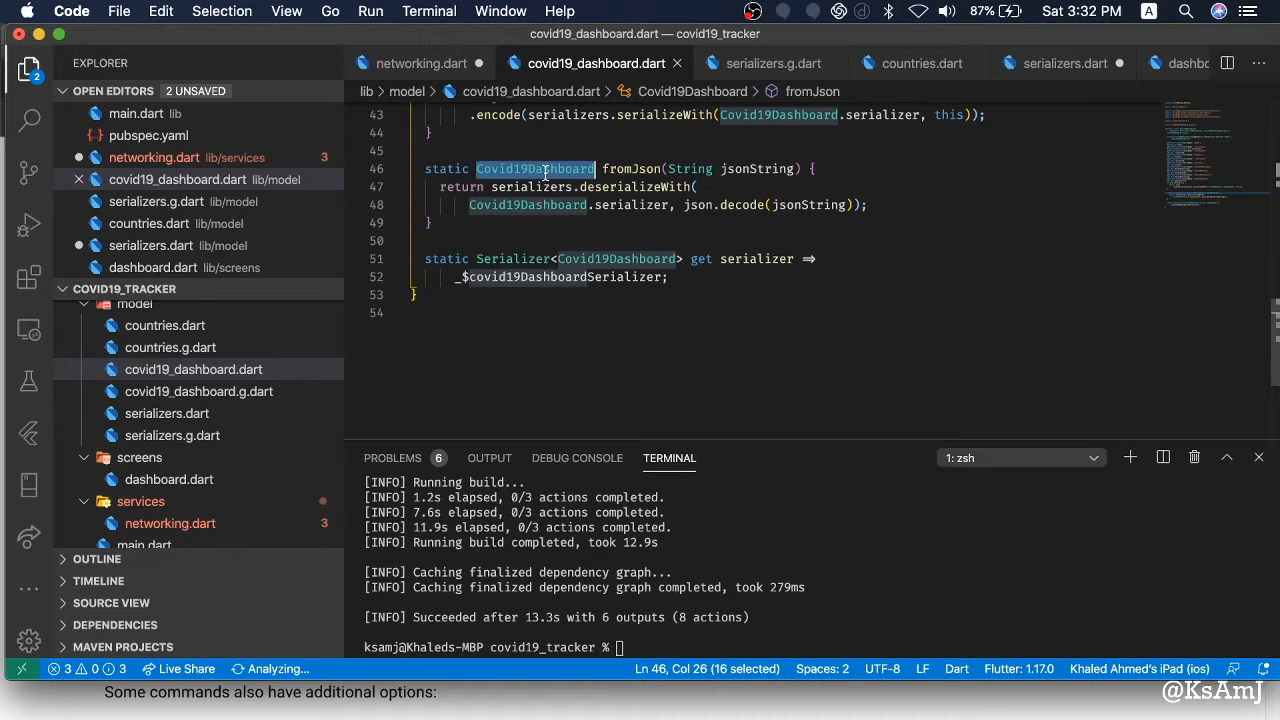 Code File Edit Selection View Go Run Terminal Window Help 87% Sat 3:32 PM A
covid19_dashboard.dart — covid19_tracker
EXPLORER
networking.dart
covid19_dashboard.dart
serializers.g.dart
countries.dart
serializers.dart
dashbo
2
OPEN EDITORS 2 UNSAVED
main.dart lib
pubspec.yaml
networking.dart lib/services 3
covid19_dashboard.dart lib/model
serializers.g.dart lib/model
countries.dart lib/model
serializers.dart lib/model
dashboard.dart lib/screens
COVID19_TRACKER
model
countries.dart
countries.g.dart
covid19_dashboard.dart
covid19_dashboard.g.dart
serializers.dart
serializers.g.dart
screens
dashboard.dart
services
networking.dart 3
main.dart
OUTLINE
TIMELINE
SOURCE VIEW
DEPENDENCIES
MAVEN PROJECTS
lib > model > covid19_dashboard.dart > Covid19Dashboard > fromJson
43 (serializers.serializeWith(Covid19Dashboard.serializer, this));
44 }
45
46 static Covid19Dashboard fromJson(String jsonString) {
47 return serializers.deserializeWith(
48 Covid19Dashboard.serializer, json.decode(jsonString));
49 }
50
51 static Serializer<Covid19Dashboard> get serializer =>
52 _$covid19DashboardSerializer;
53 }
54
PROBLEMS 6 OUTPUT DEBUG CONSOLE TERMINAL 1: zsh
[INFO] Running build...
[INFO] 1.2s elapsed, 0/3 actions completed.
[INFO] 7.6s elapsed, 0/3 actions completed.
[INFO] 11.9s elapsed, 0/3 actions completed.
[INFO] Running build completed, took 12.9s
[INFO] Caching finalized dependency graph...
[INFO] Caching finalized dependency graph completed, took 279ms
[INFO] Succeeded after 13.3s with 6 outputs (8 actions)
ksamj@Khaleds-MBP covid19_tracker %
3 0 3 Live Share Analyzing... Ln 46, Col 26 (16 selected) Spaces: 2 UTF-8 LF Dart Flutter: 1.17.0 Khaled Ahmed's iPad (ios)
Some commands also have additional options:
@KsAmJ